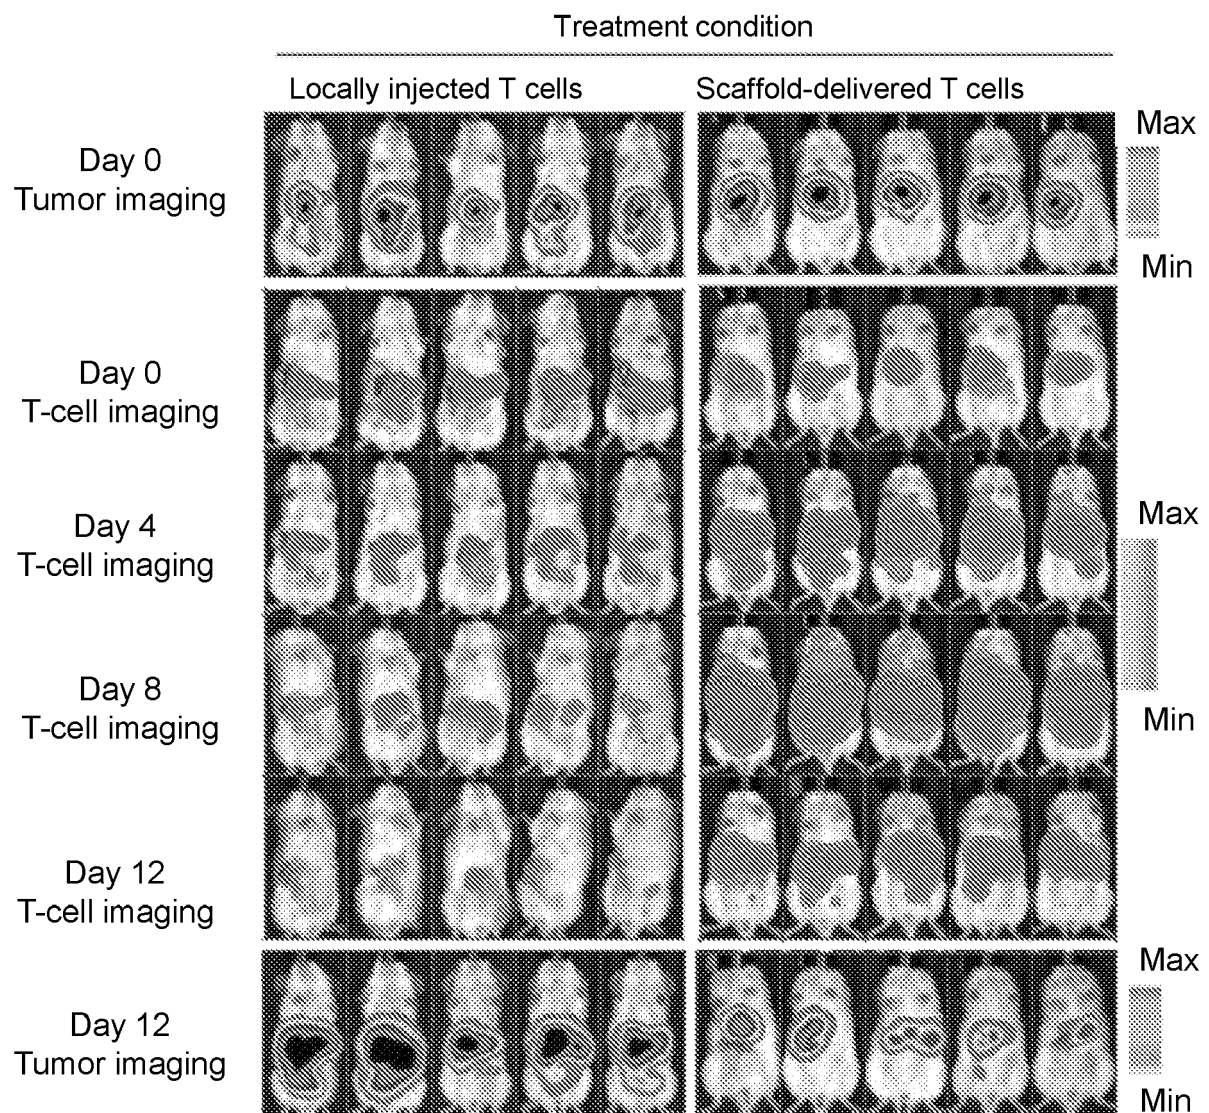 Treatment condition
Locally injected T cells
Scaffold-delivered T cells
Max
Day 0
Tumor imaging
Min
Day 0
T-cell imaging
Max
Day 4
T-cell imaging
Day 8
T-cell imaging
Min
Day 12
T-cell imaging
Max
Day 12
Tumor imaging
Min